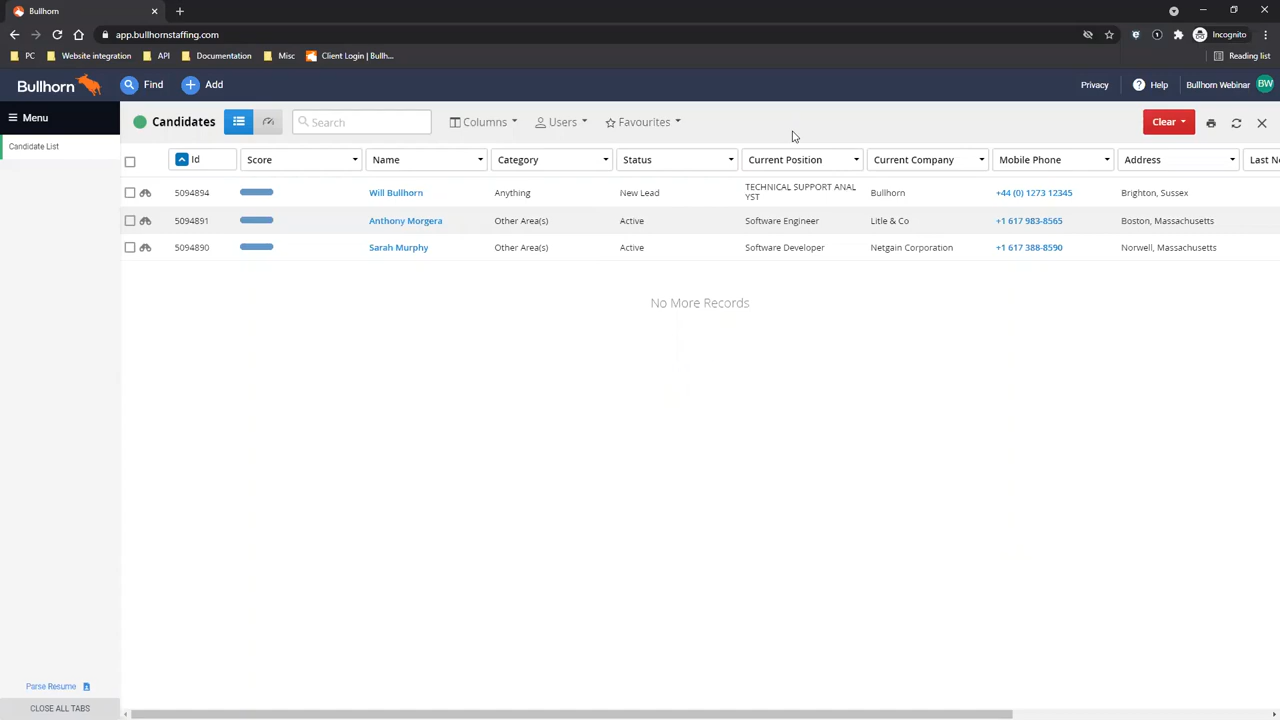 Bullhorn
app.bullhornstaffing.com
Incognito
PC
Website integration
API
Documentation
Misc
Client Login | Bullh...
Reading list
Bullhorn
Find
Add
Privacy
Help
Bullhorn Webinar
BW
Menu
Candidates
Search
Columns
Users
Favourites
Clear
Candidate List
Id
Score
Name
Category
Status
Current Position
Current Company
Mobile Phone
Address
Last No
5094894
Will Bullhorn
Anything
New Lead
TECHNICAL SUPPORT ANAL
YST
Bullhorn
+44 (0) 1273 12345
Brighton, Sussex
5094891
Anthony Morgera
Other Area(s)
Active
Software Engineer
Litle & Co
+1 617 983-8565
Boston, Massachusetts
5094890
Sarah Murphy
Other Area(s)
Active
Software Developer
Netgain Corporation
+1 617 388-8590
Norwell, Massachusetts
No More Records
Parse Resume
CLOSE ALL TABS